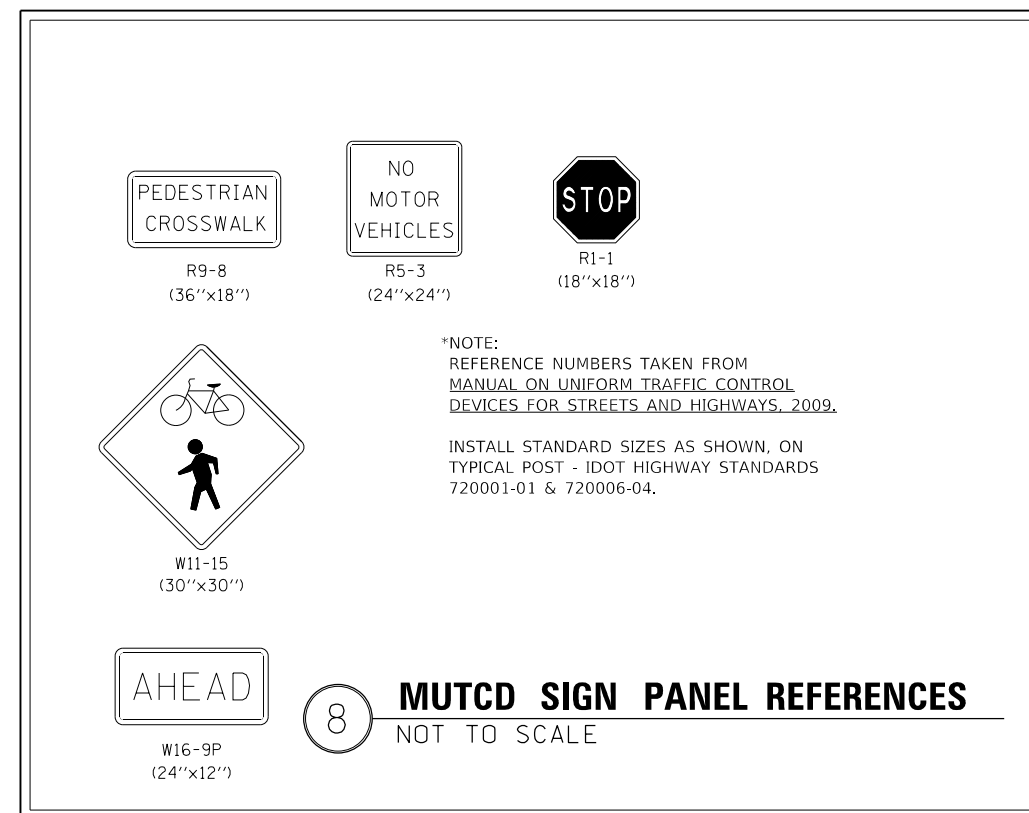 PEDESTRIAN
CROSSWALK
R9-8
(36''x18'')
NO
MOTOR
VEHICLES
R5-3
(24''x24'')
STOP
R1-1
(18''x18'')
*NOTE:
REFERENCE NUMBERS TAKEN FROM
MANUAL ON UNIFORM TRAFFIC CONTROL
DEVICES FOR STREETS AND HIGHWAYS, 2009.
INSTALL STANDARD SIZES AS SHOWN, ON
TYPICAL POST - IDOT HIGHWAY STANDARDS
720001-01 & 720006-04.
W11-15
(30''x30'')
AHEAD
W16-9P
(24''x12'')
8
MUTCD SIGN PANEL REFERENCES
NOT TO SCALE